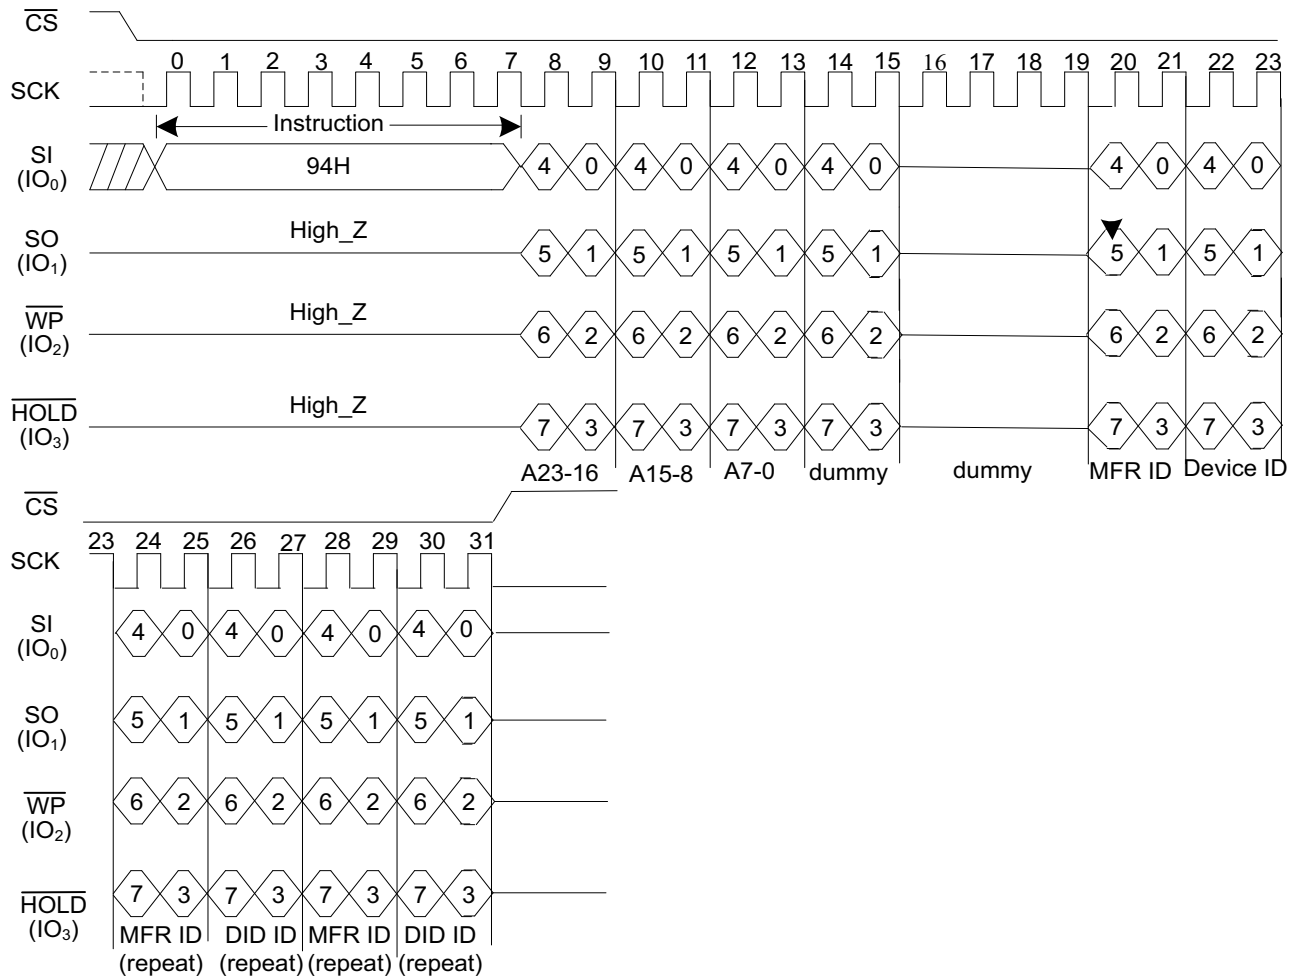 CS
0 1 2 3 4 5 6 7 8 9 10 11 12 13 14 15 16 17 18 19 20 21 22 23
SCK
Instruction
SI
(IO0)
94H
4 0 4 0 4 0 4 0 4 0 4 0
High_Z
SO
(IO1)
5 1 5 1 5 1 5 1 5 1 5 1
High_Z
WP
(IO2)
6 2 6 2 6 2 6 2 6 2 6 2
High_Z
HOLD
(IO3)
7 3 7 3 7 3 7 3 7 3 7 3
A23-16 A15-8 A7-0 dummy dummy MFR ID Device ID
CS
23 24 25 26 27 28 29 30 31
SCK
SI
(IO0)
4 0 4 0 4 0 4 0
SO
(IO1)
5 1 5 1 5 1 5 1
WP
(IO2)
6 2 6 2 6 2 6 2
HOLD
(IO3)
7 3 7 3 7 3 7 3
MFR ID DID ID MFR ID DID ID
(repeat) (repeat) (repeat) (repeat)